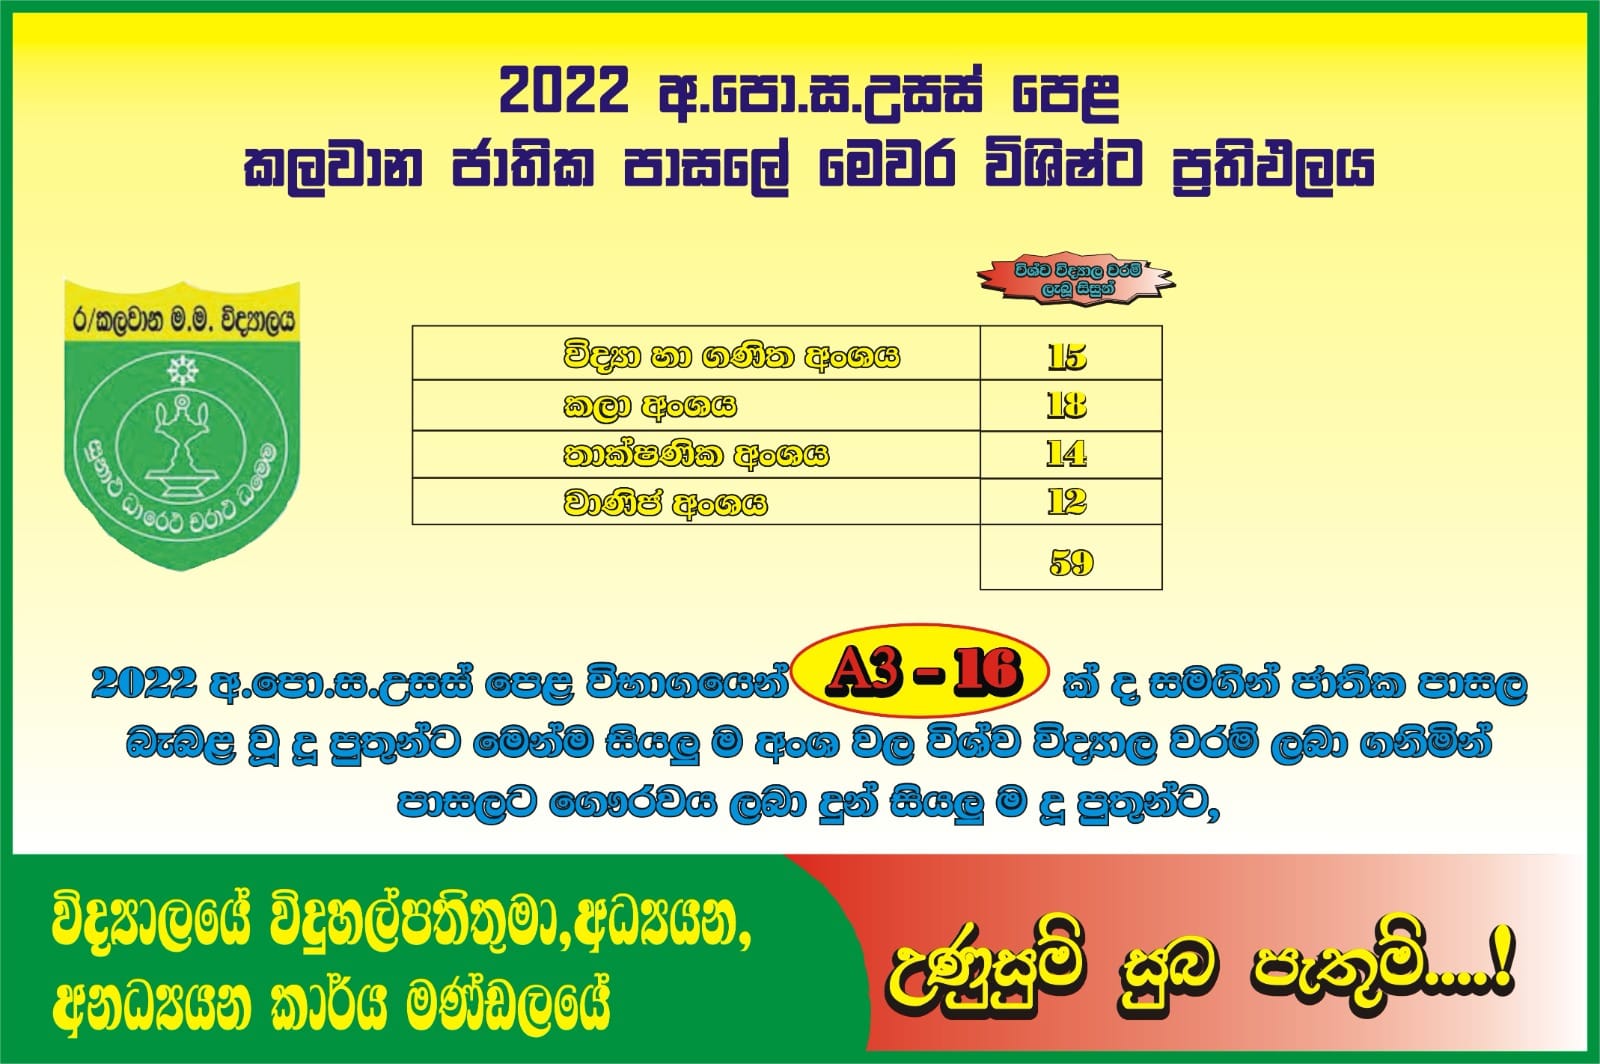 2022 අ.පො.ස.උසස් පෙළ
කලවාන ජාතික පාසලේ මෙවර විශිෂ්ට ප්‍රතිඵලය
විශ්ව විද්‍යාල වරම්
ලැබූ සිසුන්
ර/කලවාන ම.ම. විද්‍යාලය
සුනාථ ධාරෙථ චරාථ ධම්මෙ
විද්‍යා හා ගණිත අංශය 15
කලා අංශය 18
තාක්ෂණික අංශය 14
වාණිජ අංශය 12
59
2022 අ.පො.ස.උසස් පෙළ විභාගයෙන් A3 - 16 ක් ද සමගින් ජාතික පාසල
බැබළ වූ දූ පුතුන්ට මෙන්ම සියලු ම අංශ වල විශ්ව විද්‍යාල වරම් ලබා ගනිමින්
පාසලට ගෞරවය ලබා දුන් සියලු ම දූ පුතුන්ට,
විද්‍යාලයේ විදුහල්පතිතුමා,අධ්‍යයන,
අනධ්‍යයන කාර්ය මණ්ඩලයේ
උණුසුම් සුබ පැතුම්....!